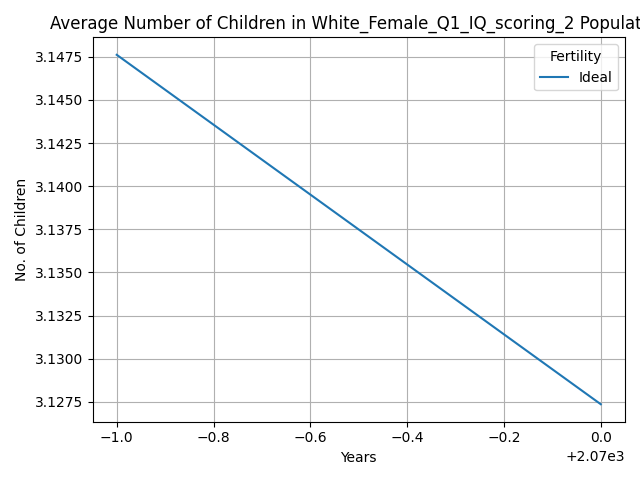 Average Number of Children in White_Female_Q1_IQ_scoring_2 Populat
3.1475
3.1450
3.1425
3.1400
3.1375
3.1350
3.1325
3.1300
3.1275
No. of Children
Fertility
Ideal
−1.0 −0.8 −0.6 −0.4 −0.2 0.0
+2.07e3
Years